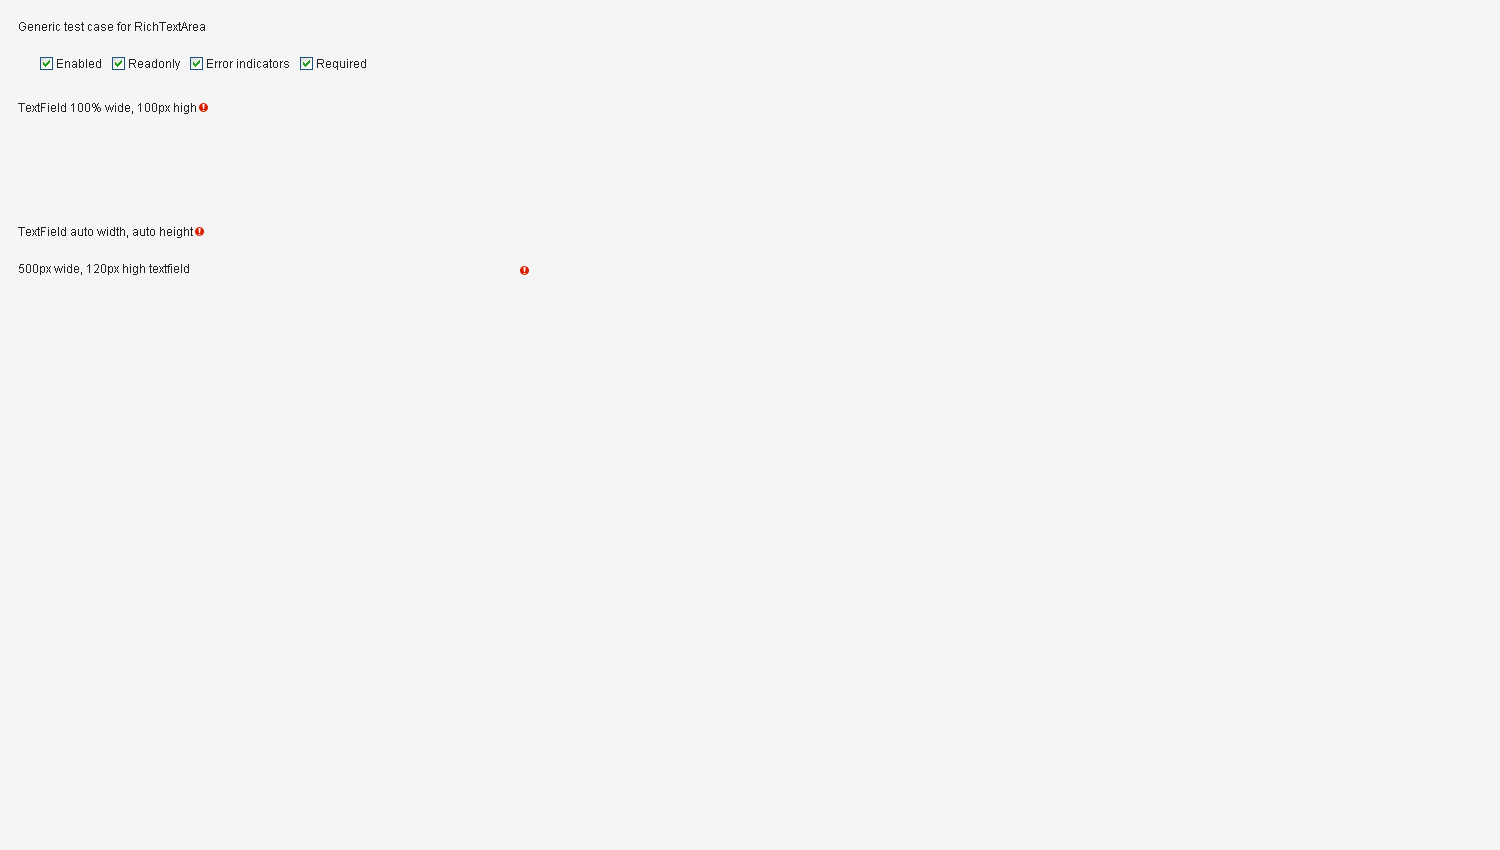 Generic test case for RichTextArea
Enabled Readonly Error indicators Required
TextField 100% wide, 100px high
TextField auto width, auto height
500px wide, 120px high textfield